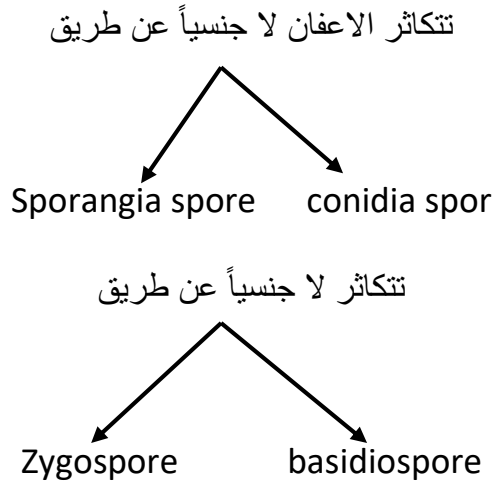 تتكاثر الاعفان لا جنسياً عن طريق
Sporangia spore conidia spor
تتكاثر لا جنسياً عن طريق
Zygospore basidiospore